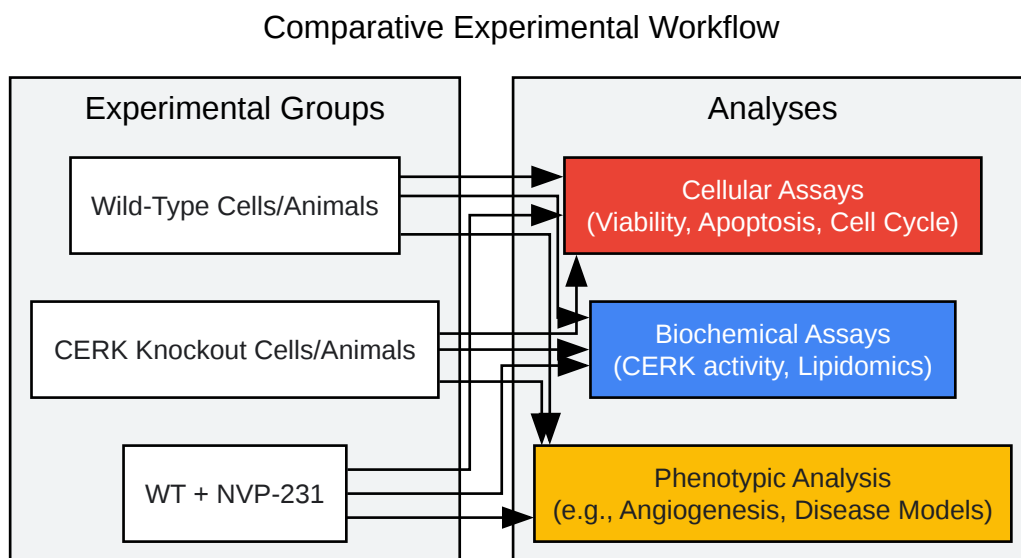 Comparative Experimental Workflow
Experimental Groups
Wild-Type Cells/Animals
CERK Knockout Cells/Animals
WT + NVP-231
Analyses
Cellular Assays
(Viability, Apoptosis, Cell Cycle)
Biochemical Assays
(CERK activity, Lipidomics)
Phenotypic Analysis
(e.g., Angiogenesis, Disease Models)